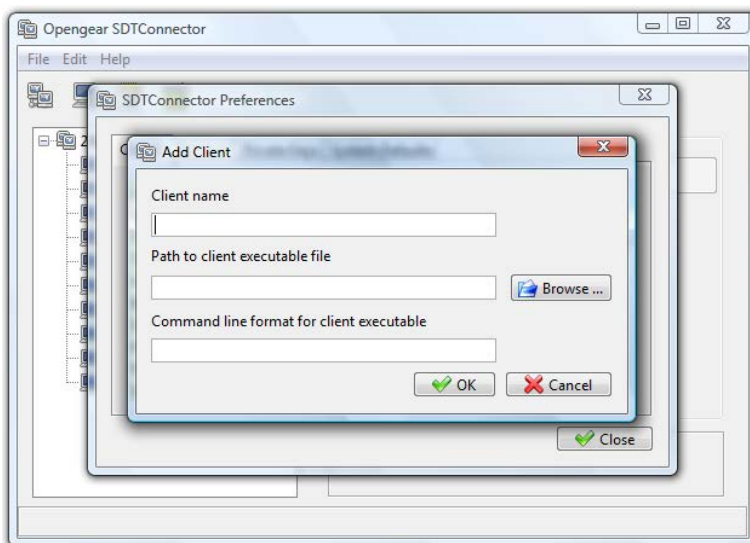 Opengear SDTConnector
File Edit Help
SDTConnector Preferences
2
Add Client
Client name
Path to client executable file
Browse ...
Command line format for client executable
OK
Cancel
Close